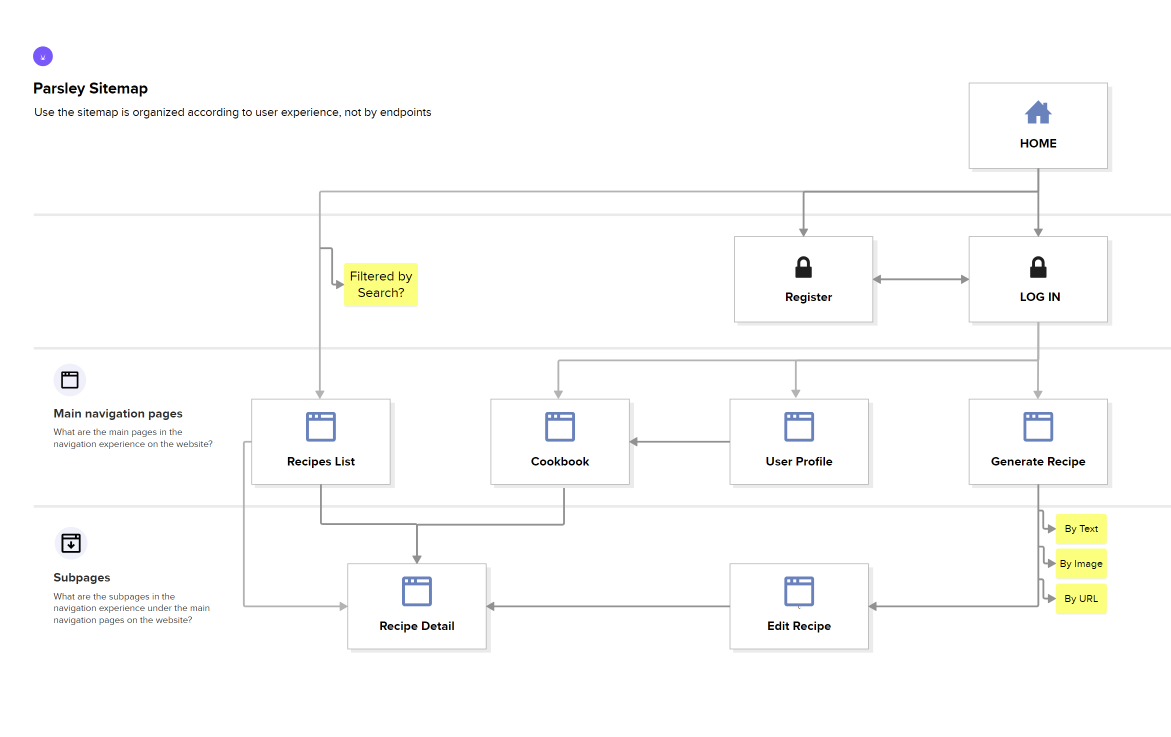 Parsley Sitemap
Use the sitemap is organized according to user experience, not by endpoints
HOME
Filtered by
Search?
Register
LOG IN
Main navigation pages
What are the main pages in the
navigation experience on the website?
Recipes List
Cookbook
User Profile
Generate Recipe
By Text
By Image
By URL
Subpages
What are the subpages in the
navigation experience under the main
navigation pages on the website?
Recipe Detail
Edit Recipe